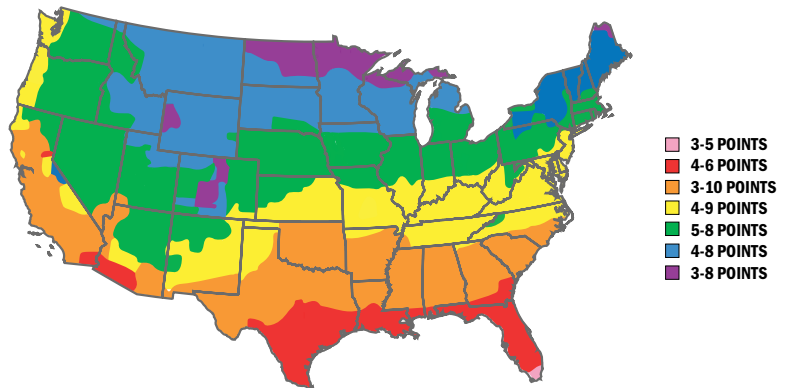 3-5 POINTS
4-6 POINTS
3-10 POINTS
4-9 POINTS
5-8 POINTS
4-8 POINTS
3-8 POINTS